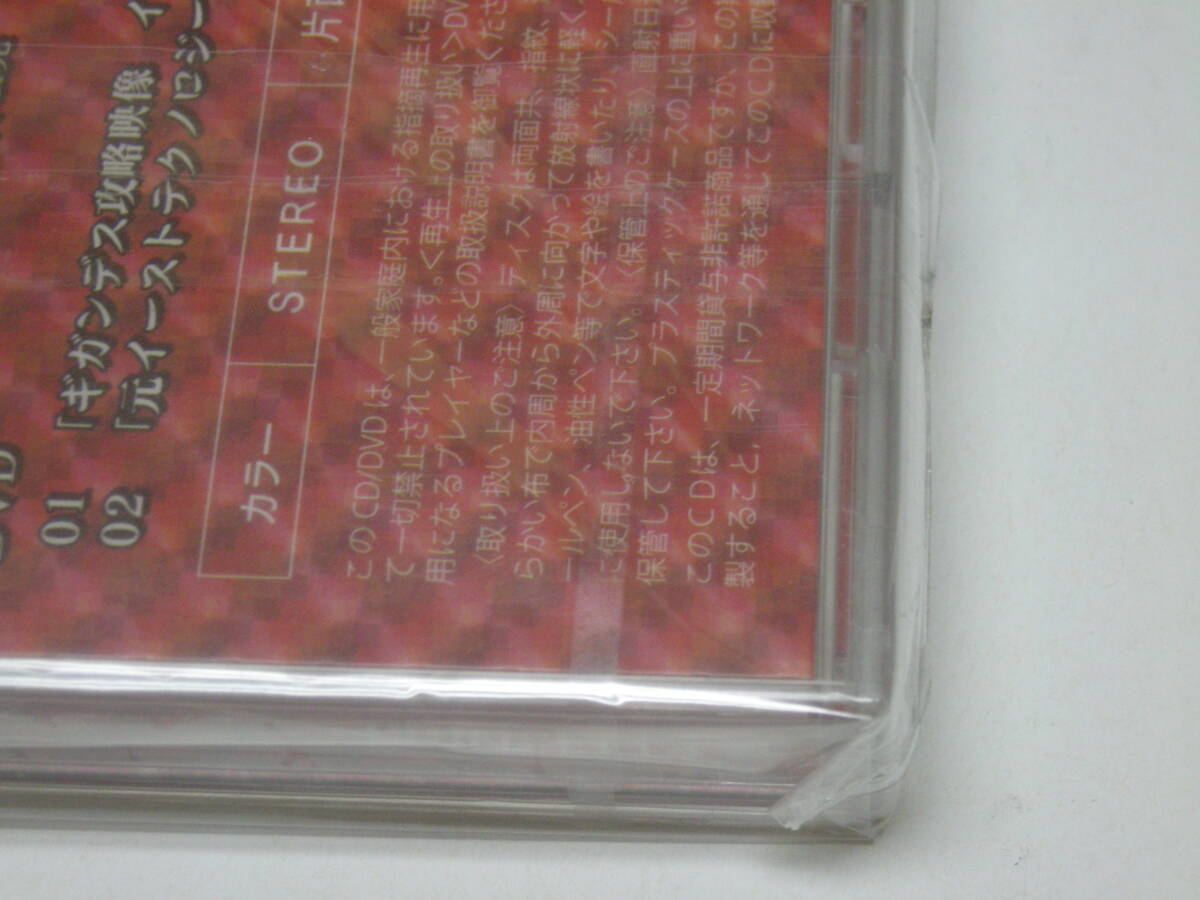 01 「ギガンデス攻略映像
02 「元イーストテクノロジー
カラー STEREO
このCD/DVDは、一般家庭内における指摘再生に用
て一切禁止されています。<再生上の取り扱い>DV
用になるプレイヤーなどの取扱説明書を御覧くださ
〈取り扱い上のご注意〉ディスクは両面共、指紋、
らかい布で内周から外周に向かって放射線状に軽く
ールペン、油性ペン等で文字や絵を書いたり、シール
ご使用しないで下さい。〈保管上のご注意〉直射日
保管して下さい。プラスティックケースの上に重い
このCDは、一定期間貸与非許諾商品ですが、この
製すること、ネットワーク等を通じてこのCDに収